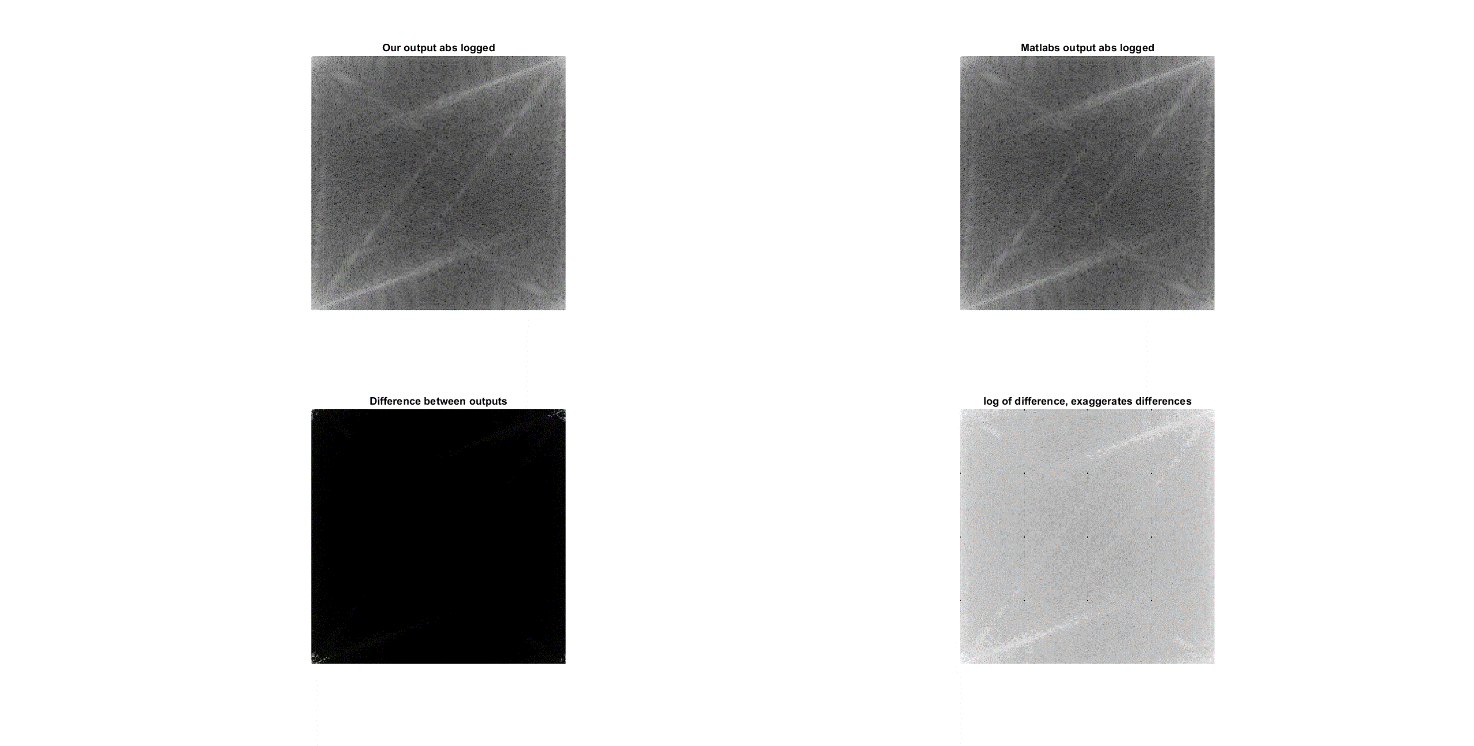 Our output abs logged
Matlabs output abs logged
Difference between outputs
log of difference, exaggerates differences